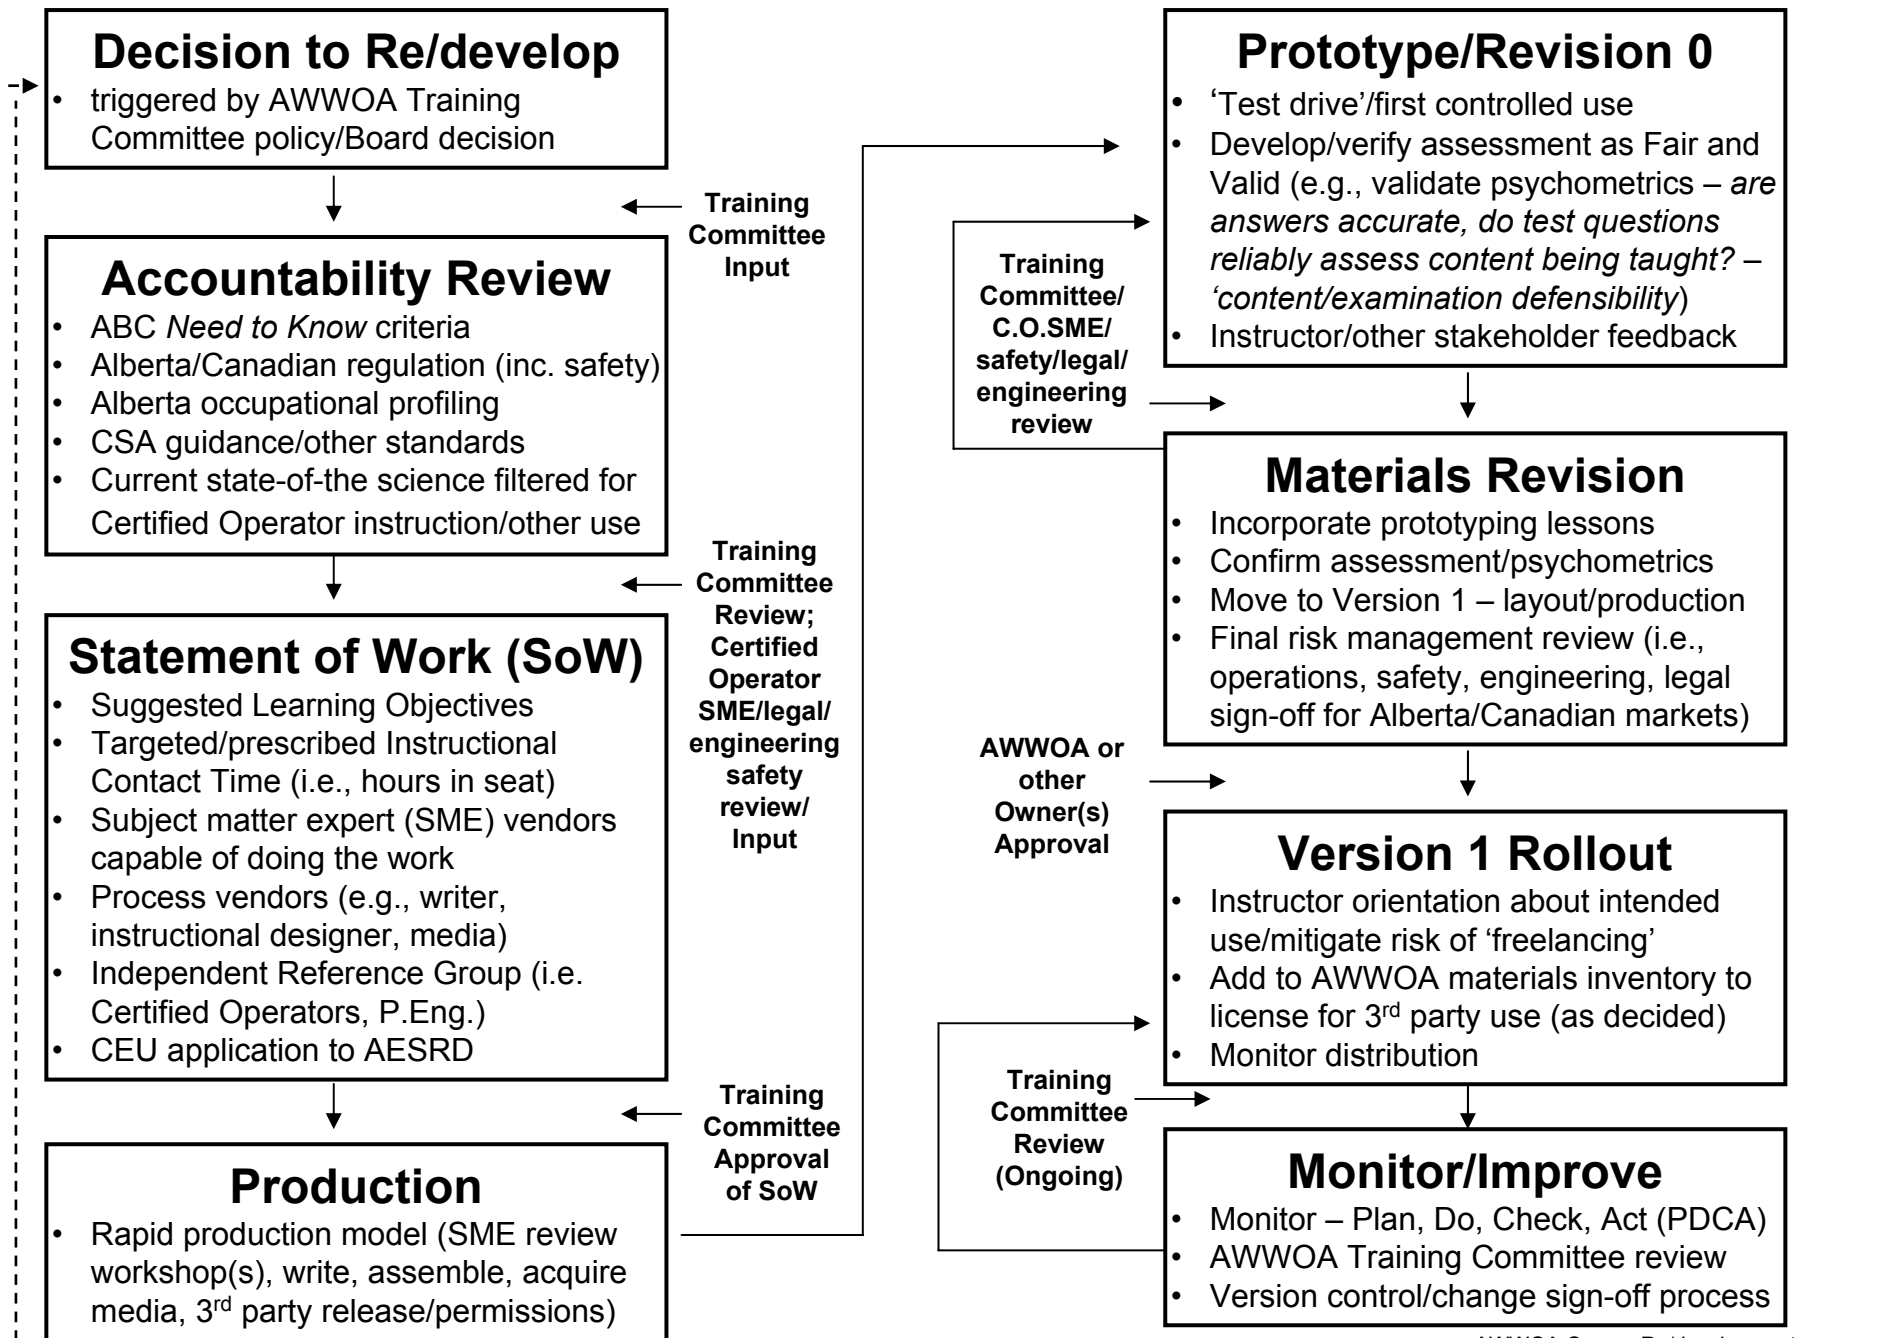 Decision to Re/develop
• triggered by AWWOA Training
Committee policy/Board decision
Training
Committee
Input
Accountability Review
• ABC Need to Know criteria
• Alberta/Canadian regulation (inc. safety)
• Alberta occupational profiling
• CSA guidance/other standards
• Current state-of-the science filtered for
Certified Operator instruction/other use
Training
Committee
Review;
Certified
Operator
SME/legal/
engineering
safety
review/
Input
Statement of Work (SoW)
• Suggested Learning Objectives
• Targeted/prescribed Instructional
Contact Time (i.e., hours in seat)
• Subject matter expert (SME) vendors
capable of doing the work
• Process vendors (e.g., writer,
instructional designer, media)
• Independent Reference Group (i.e.
Certified Operators, P.Eng.)
• CEU application to AESRD
Training
Committee
Approval
of SoW
Production
• Rapid production model (SME review
workshop(s), write, assemble, acquire
media, 3rd party release/permissions)
Prototype/Revision 0
• ‘Test drive’/first controlled use
• Develop/verify assessment as Fair and
Valid (e.g., validate psychometrics – are
answers accurate, do test questions
reliably assess content being taught? –
‘content/examination defensibility)
• Instructor/other stakeholder feedback
Training
Committee/
C.O.SME/
safety/legal/
engineering
review
Materials Revision
• Incorporate prototyping lessons
• Confirm assessment/psychometrics
• Move to Version 1 – layout/production
• Final risk management review (i.e.,
operations, safety, engineering, legal
sign-off for Alberta/Canadian markets)
AWWOA or
other
Owner(s)
Approval
Version 1 Rollout
• Instructor orientation about intended
use/mitigate risk of ‘freelancing’
• Add to AWWOA materials inventory to
license for 3rd party use (as decided)
• Monitor distribution
Training
Committee
Review
(Ongoing)
Monitor/Improve
• Monitor – Plan, Do, Check, Act (PDCA)
• AWWOA Training Committee review
• Version control/change sign-off process